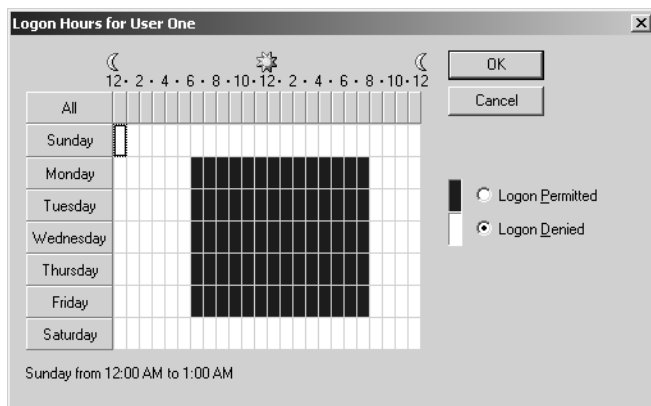 Logon Hours for User One
12 · 2 · 4 · 6 · 8 · 10 · 12 · 2 · 4 · 6 · 8 · 10 · 12
All
Sunday
Monday
Tuesday
Wednesday
Thursday
Friday
Saturday
Sunday from 12:00 AM to 1:00 AM
OK
Cancel
Logon Permitted
Logon Denied